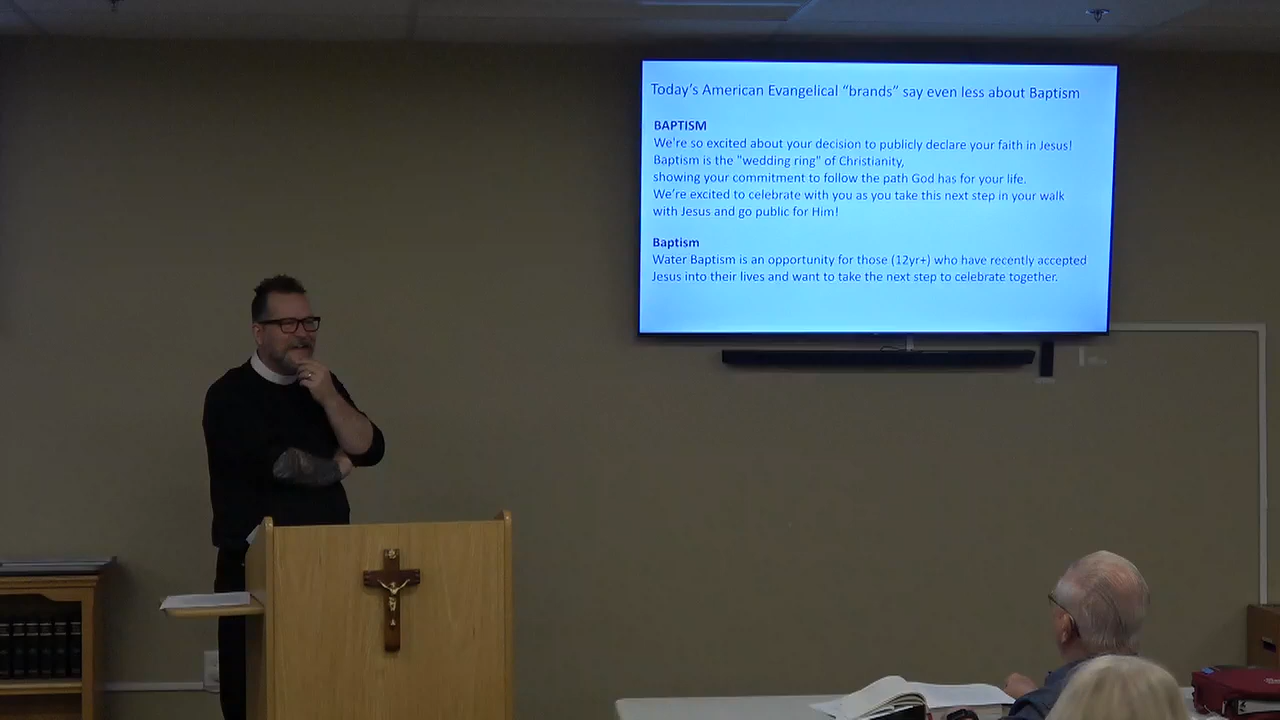 Today's American Evangelical “brands” say even less about Baptism
BAPTISM
We're so excited about your decision to publicly declare your faith in Jesus!
Baptism is the "wedding ring" of Christianity,
showing your commitment to follow the path God has for your life.
We're excited to celebrate with you as you take this next step in your walk
with Jesus and go public for Him!
Baptism
Water Baptism is an opportunity for those (12yr+) who have recently accepted
Jesus into their lives and want to take the next step to celebrate together.